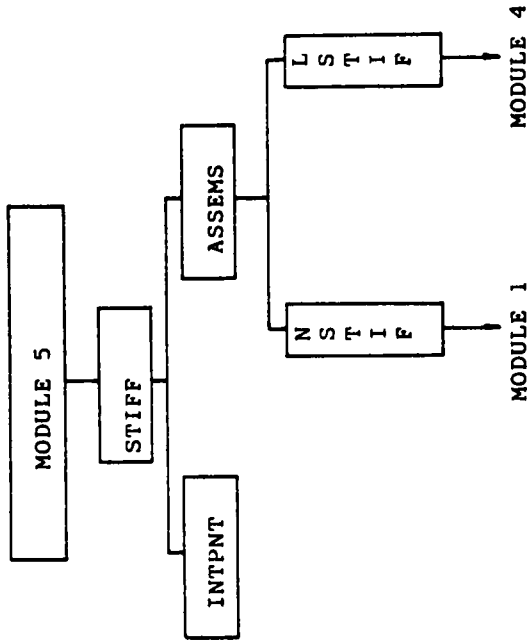 MODULE 5
STIFF
INTPNT
ASSEMS
NSTIF
LSTIF
MODULE 1
MODULE 4